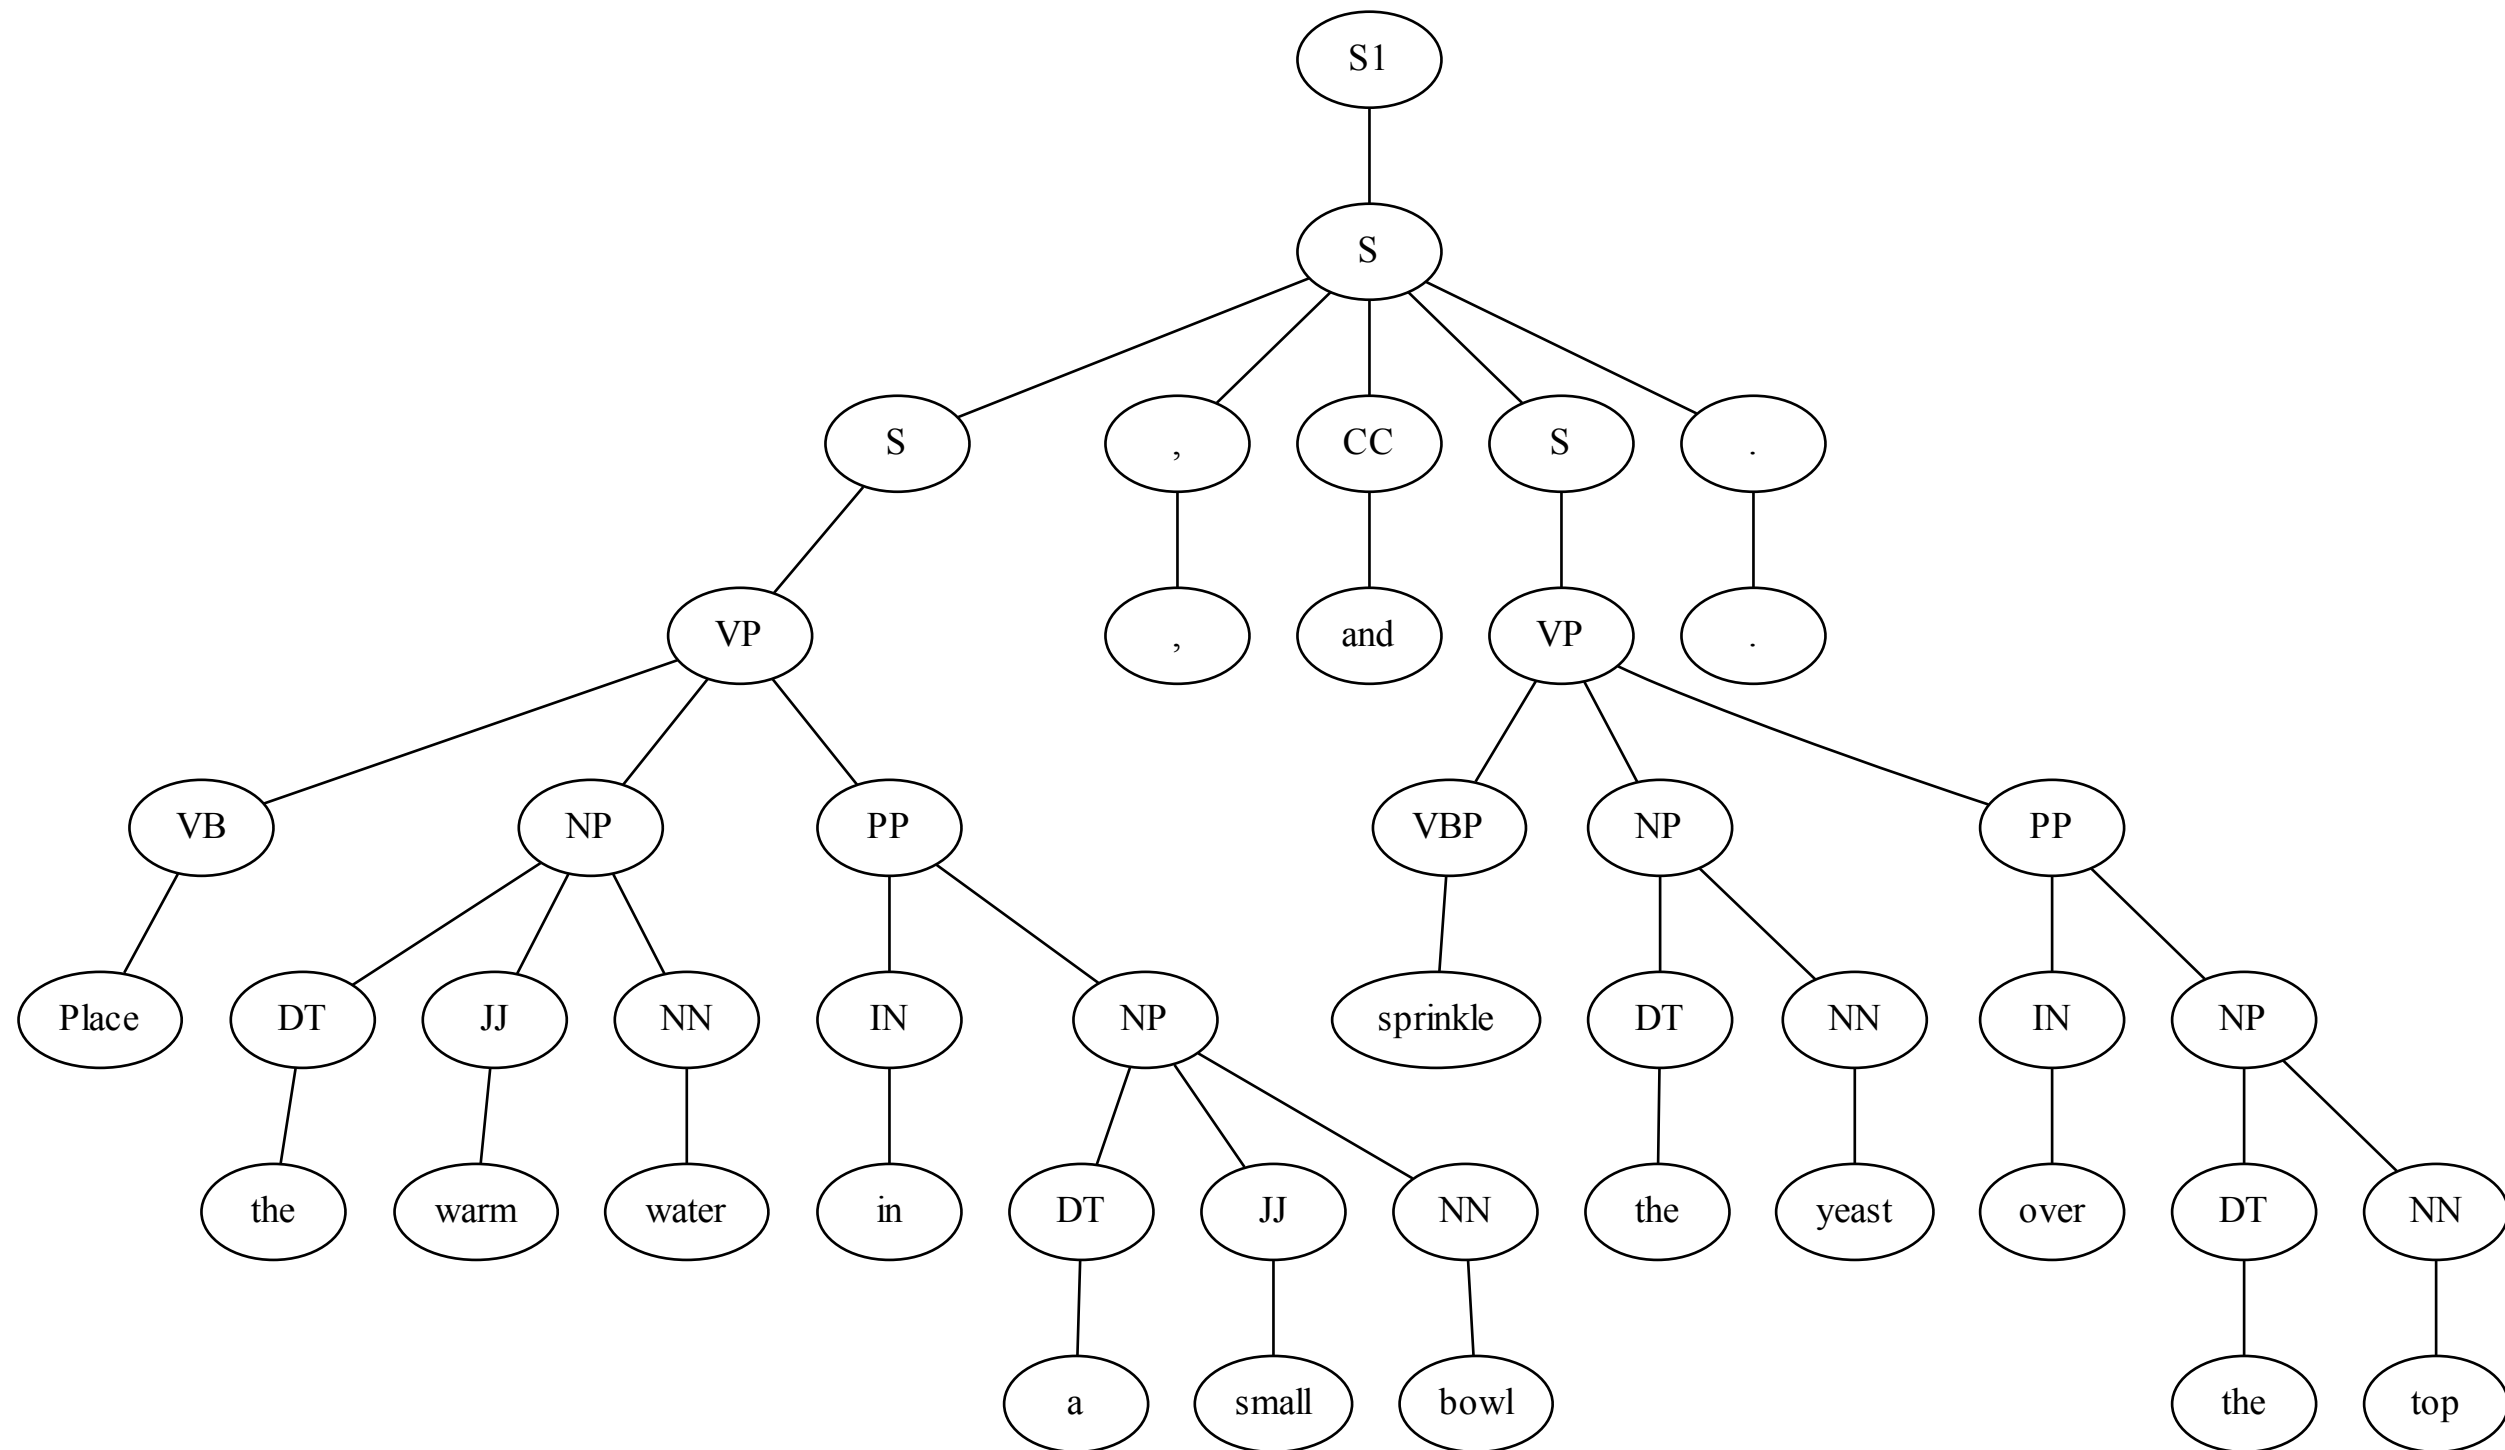 S1
S
S , CC S .
VP , and VP .
VB NP PP VBP NP PP
Place DT JJ NN IN NP sprinkle DT NN IN NP
the warm water in DT JJ NN the yeast over DT NN
a small bowl the top